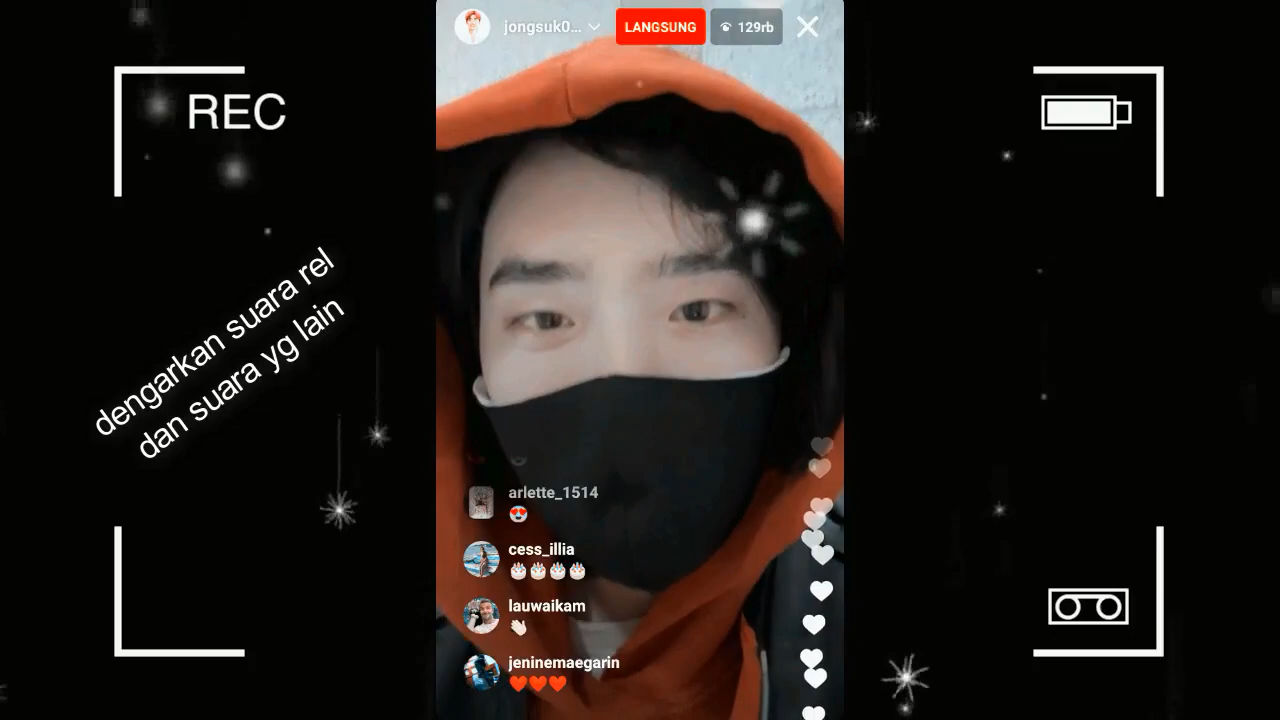 jongsuk0...
LANGSUNG
129rb
REC
dengarkan suara rel
dan suara yg lain
arlette_1514
cess_illia
lauwaikam
jeninemaegarin